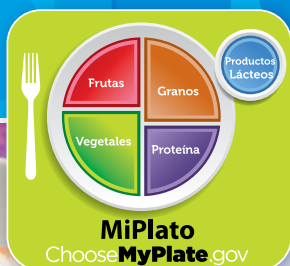 Frutas
Granos
Productos
Lácteos
Vegetales
Proteína
MiPlato
ChooseMyPlate.gov